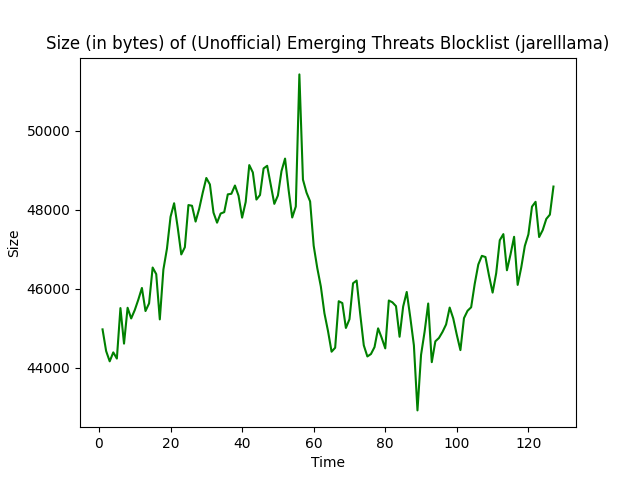 Size (in bytes) of (Unofficial) Emerging Threats Blocklist (jarelllama)
50000
48000
46000
44000
Size
0 20 40 60 80 100 120
Time